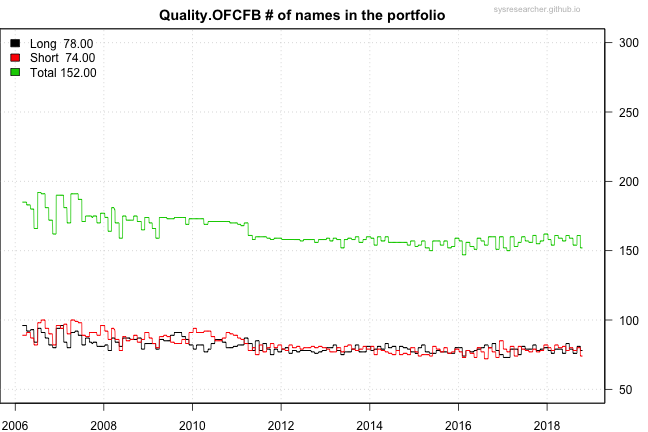 Quality.OFCFB # of names in the portfolio
sysresearcher.github.io
Long 78.00
Short 74.00
Total 152.00
300
250
200
150
100
50
2006 2008 2010 2012 2014 2016 2018